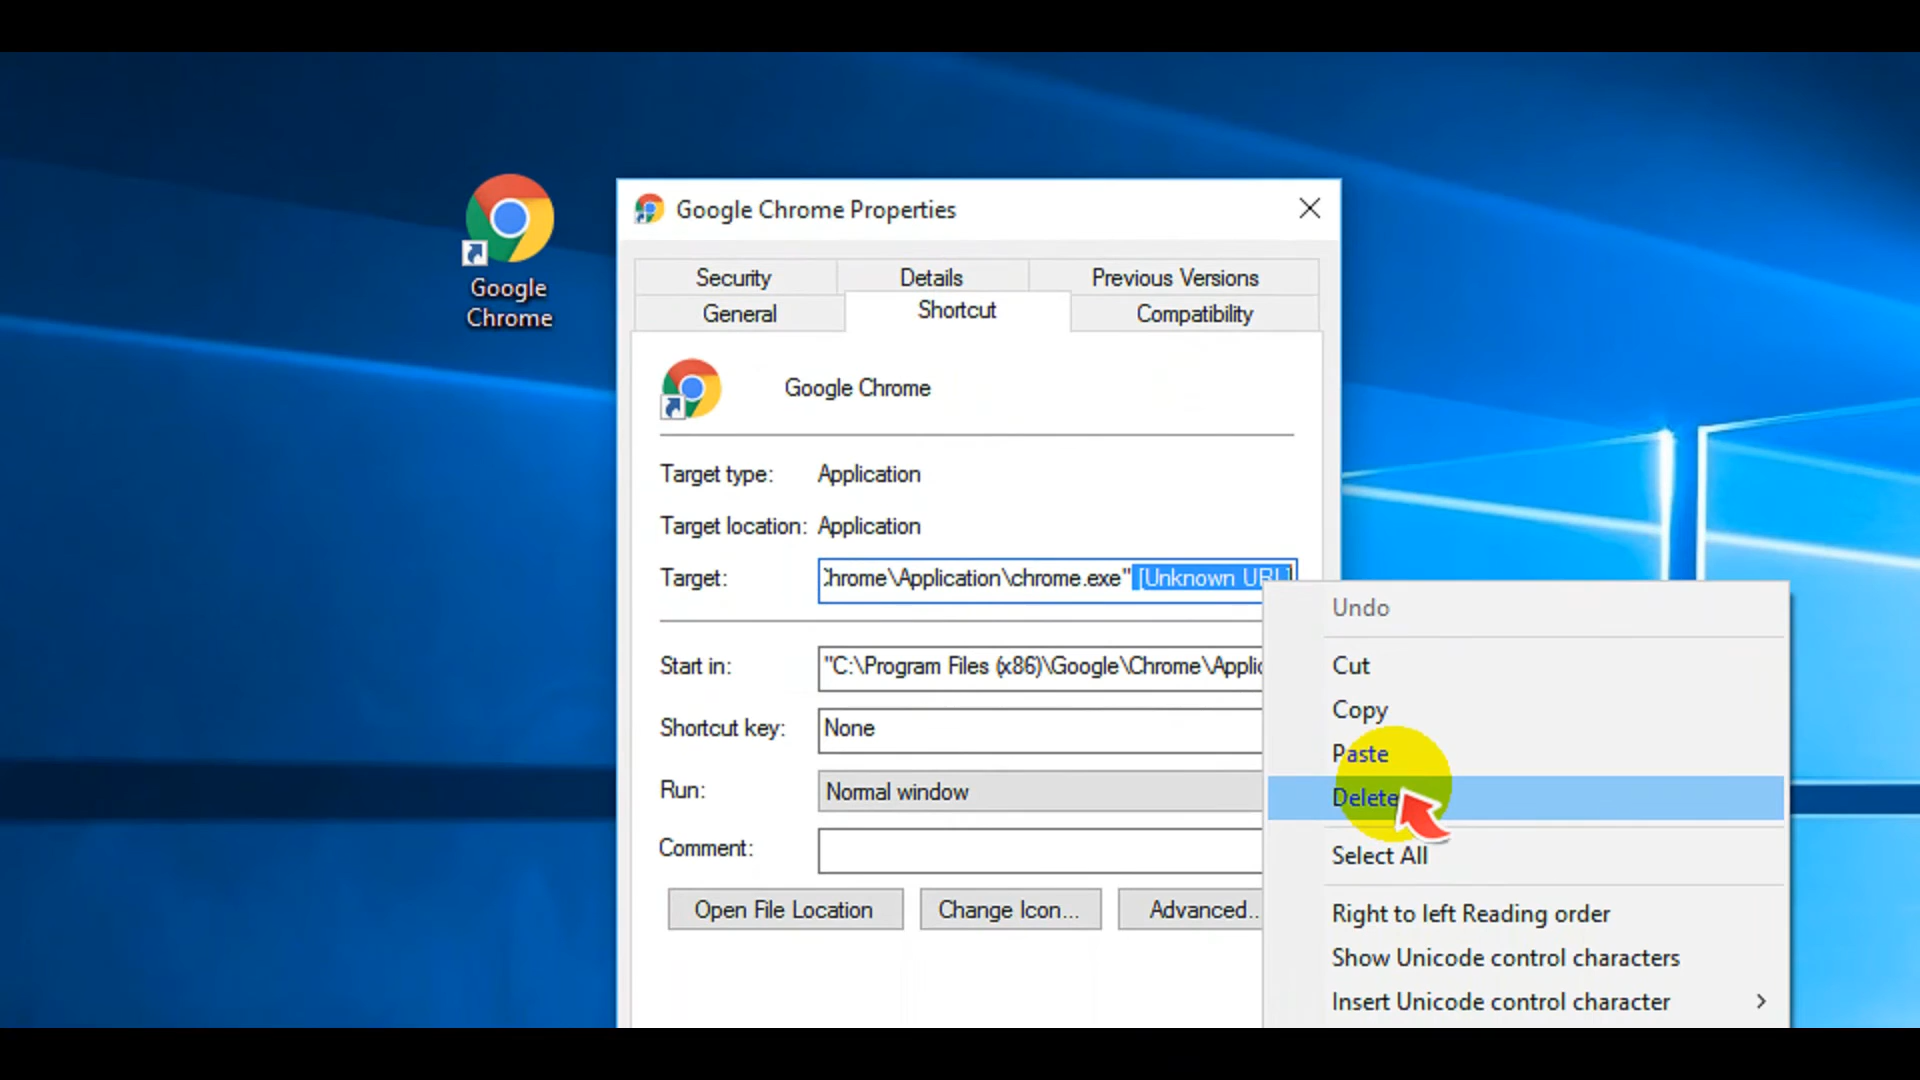 Google
Chrome
Google Chrome Properties
Security Details Previous Versions
General Shortcut Compatibility
Google Chrome
Target type: Application
Target location: Application
Target: Chrome\Application\chrome.exe" [Unknown URL]
Start in: "C:\Program Files (x86)\Google\Chrome\Applic
Shortcut key: None
Run: Normal window
Comment:
Open File Location Change Icon... Advanced..
Undo
Cut
Copy
Paste
Delete
Select All
Right to left Reading order
Show Unicode control characters
Insert Unicode control character